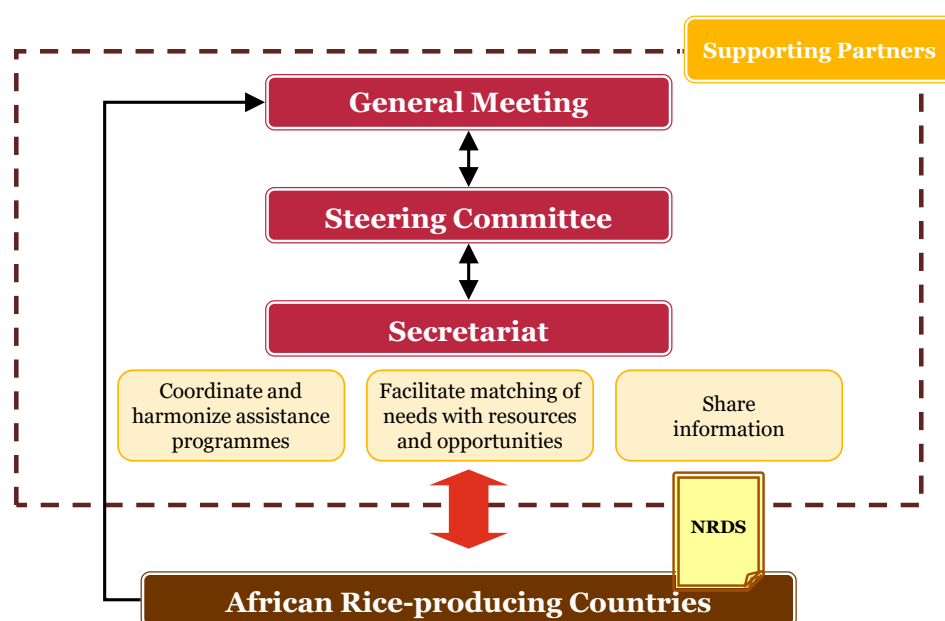 Supporting Partners
General Meeting
Steering Committee
Secretariat
Coordinate and
harmonize assistance
programmes
Facilitate matching of
needs with resources
and opportunities
Share
information
NRDS
African Rice-producing Countries